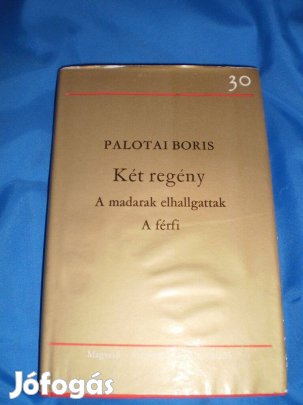 30
PALOTAI BORIS
Két regény
A madarak elhallgattak
A férfi
Jófogás